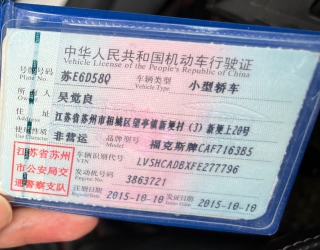 中华人民共和国机动车行驶证
Vehicle License of the People's Republic of China
号牌号码 苏E6D58Q 车辆类型 小型轿车
Plate No. Vehicle Type
所有人 吴觉良
Owner
住址 江苏省苏州市相城区望亭镇新埂村(3)新埂上20号
Address
使用性质 非营运 品牌型号 福克斯牌CAF7163B5
Use Character Model
江苏省苏州 车辆识别代号 LVSHCADBXFE277796
VIN
市公安局交 发动机号码 3863721
Engine No.
通警察支队 注册日期 2015-10-10 发证日期 2015-10-10
Register Date Issue Date